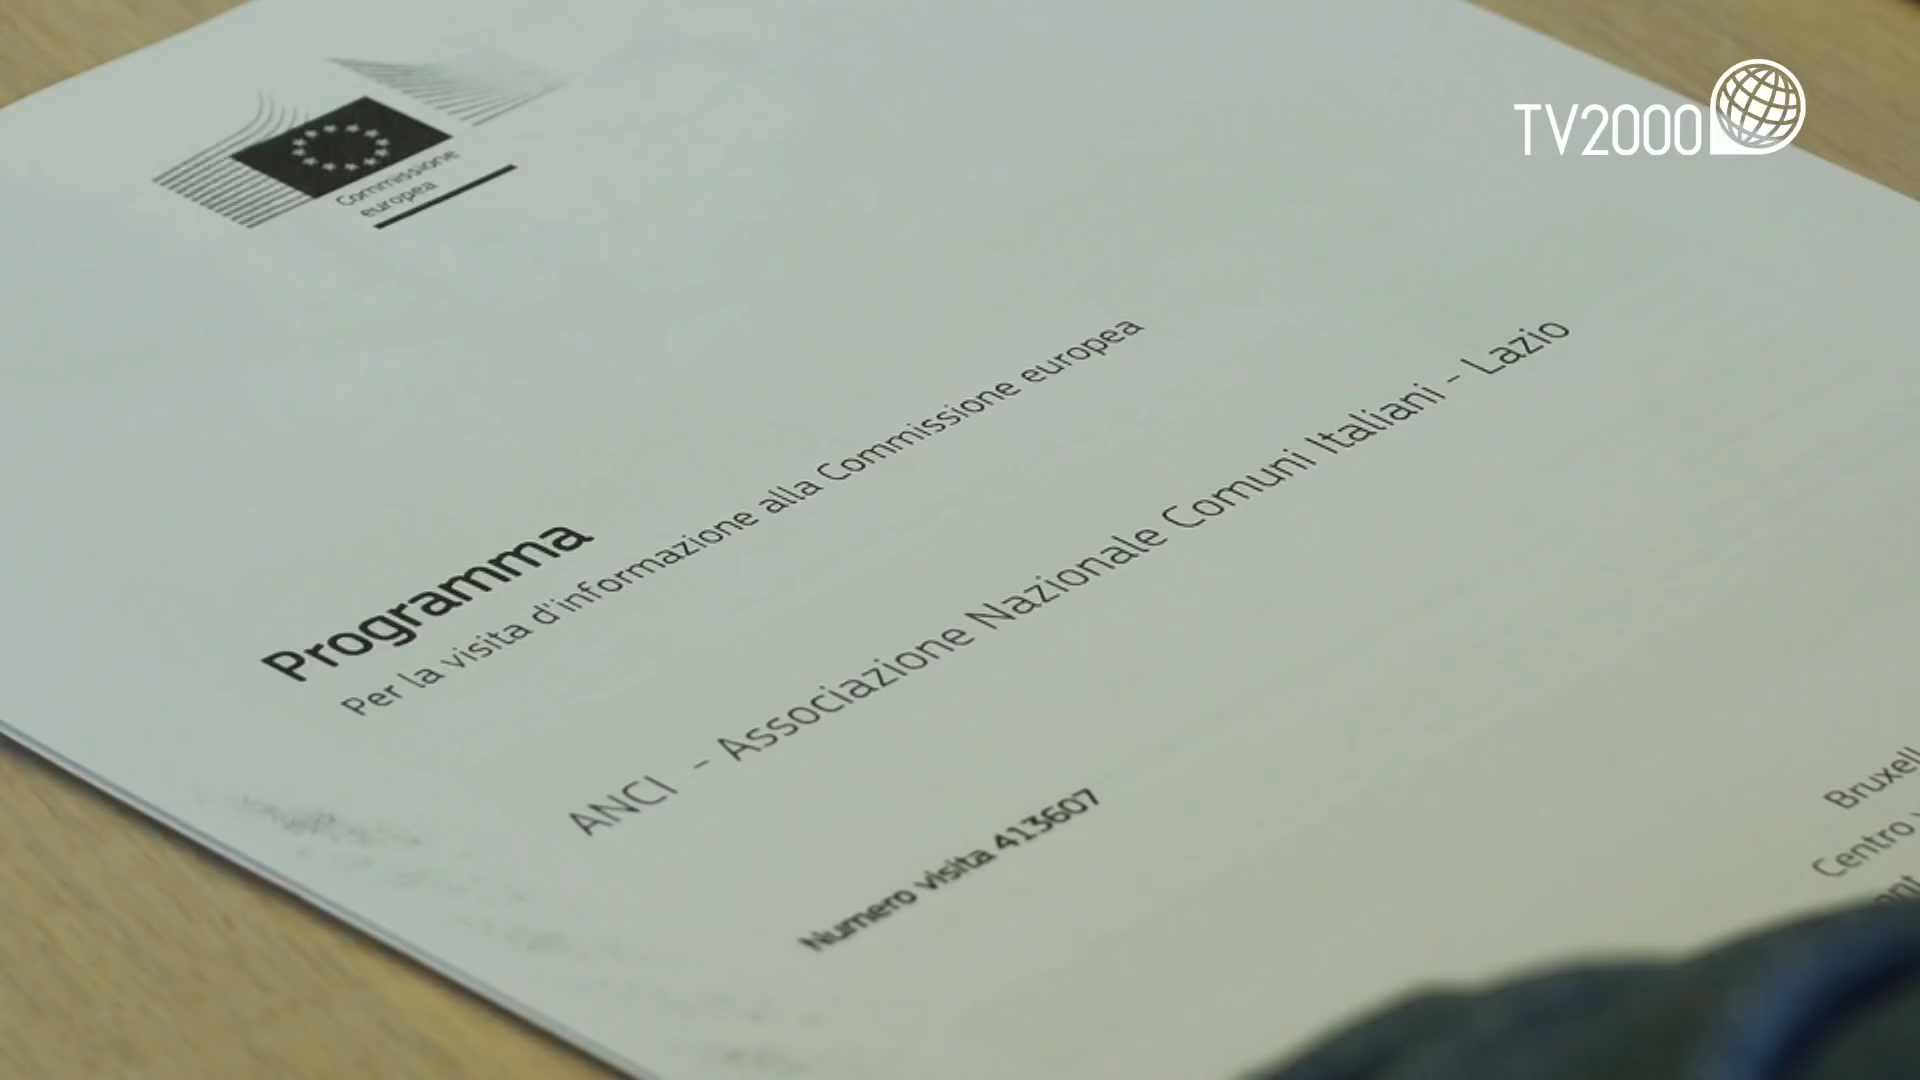 TV2000
Commissione
europea
Programma
Per la visita d'informazione alla Commissione europea
ANCI - Associazione Nazionale Comuni Italiani - Lazio
Numero visita 413607
Centro